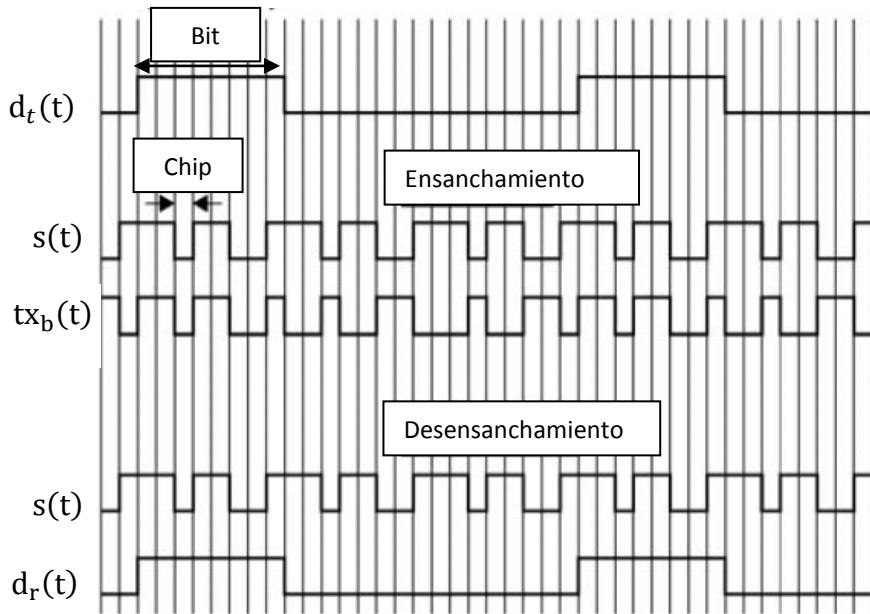 Bit
d_t(t)
Chip
Ensanchamiento
s(t)
tx_b(t)
Desensanchamiento
s(t)
d_r(t)